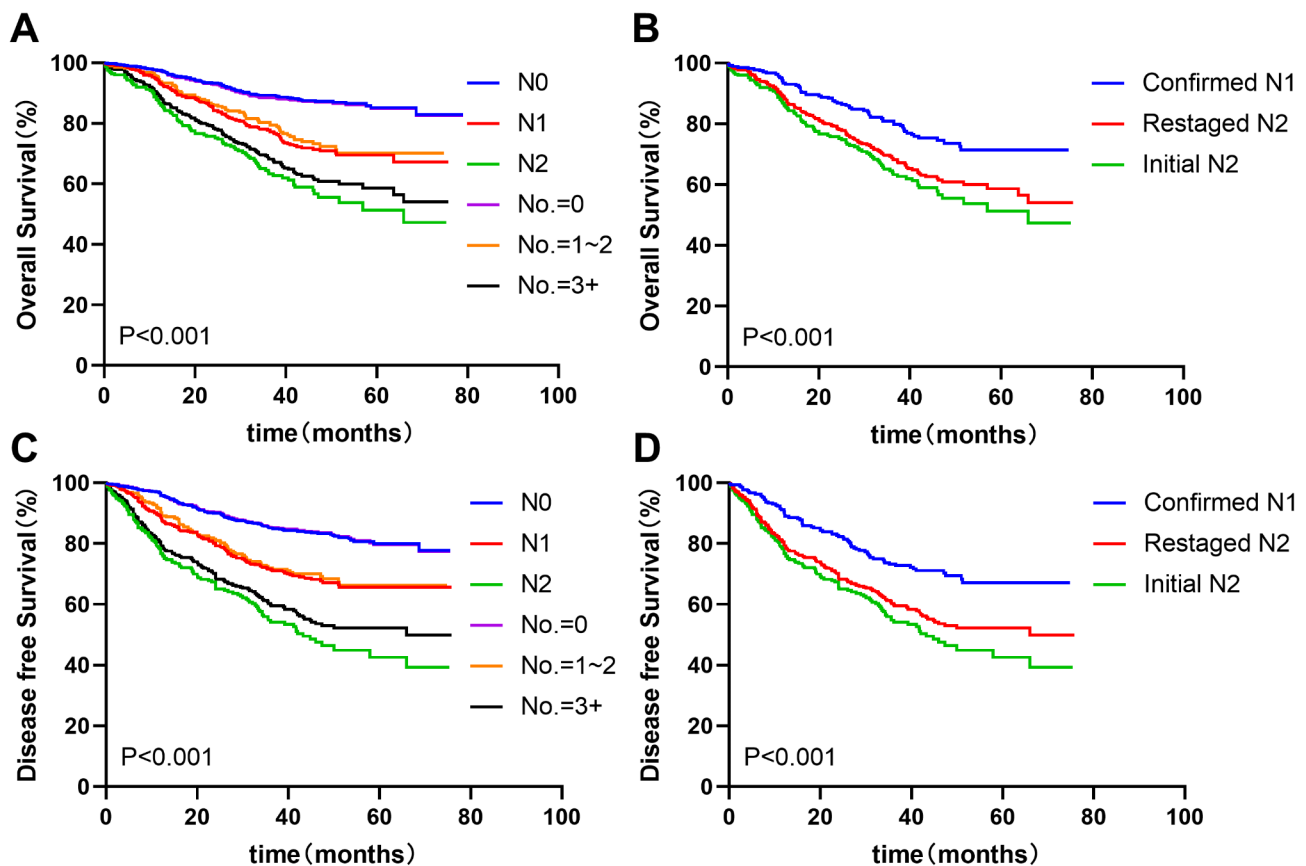 A
Overall Survival(%)
100
80
60
40
20
0
0 20 40 60 80 100
time(months)
P<0.001
N0
N1
N2
No.=0
No.=1~2
No.=3+
B
Overall Survival(%)
100
80
60
40
20
0
0 20 40 60 80 100
time(months)
P<0.001
Confirmed N1
Restaged N2
Initial N2
C
Disease free Survival(%)
100
80
60
40
20
0
0 20 40 60 80 100
time(months)
P<0.001
N0
N1
N2
No.=0
No.=1~2
No.=3+
D
Disease free Survival(%)
100
80
60
40
20
0
0 20 40 60 80 100
time(months)
P<0.001
Confirmed N1
Restaged N2
Initial N2